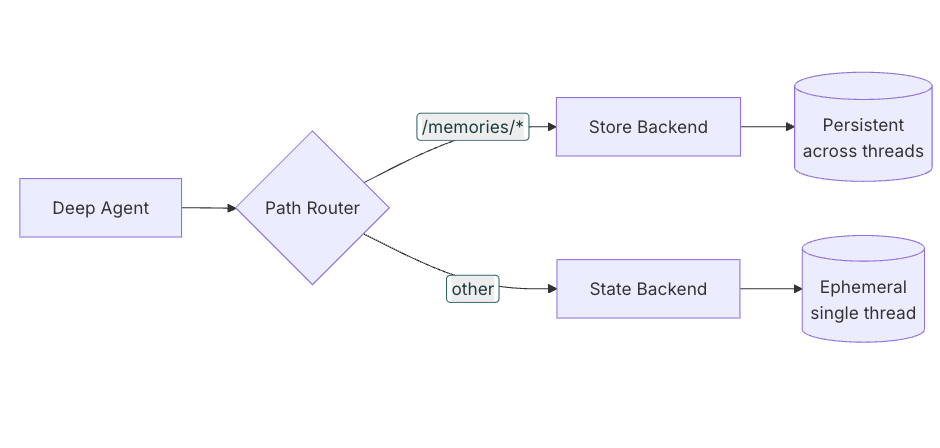 Deep Agent
Path Router
/memories/*
other
Store Backend
State Backend
Persistent
across threads
Ephemeral
single thread